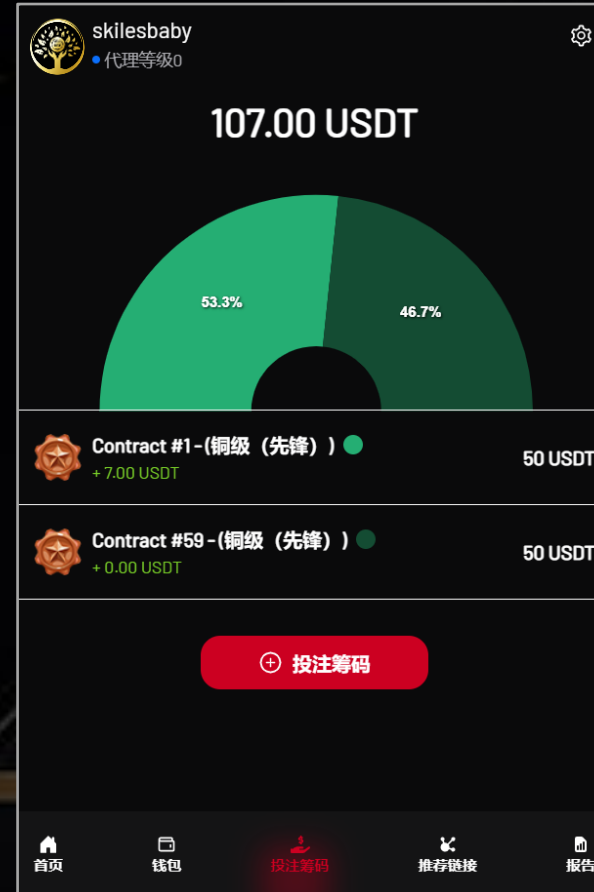 skilesbaby
代理等级0
107.00 USDT
53.3%
46.7%
Contract #1-(铜级（先锋）)
50 USDT
+ 7.00 USDT
Contract #59-(铜级（先锋）)
50 USDT
+ 0.00 USDT
投注筹码
首页
钱包
投注筹码
推荐链接
报告